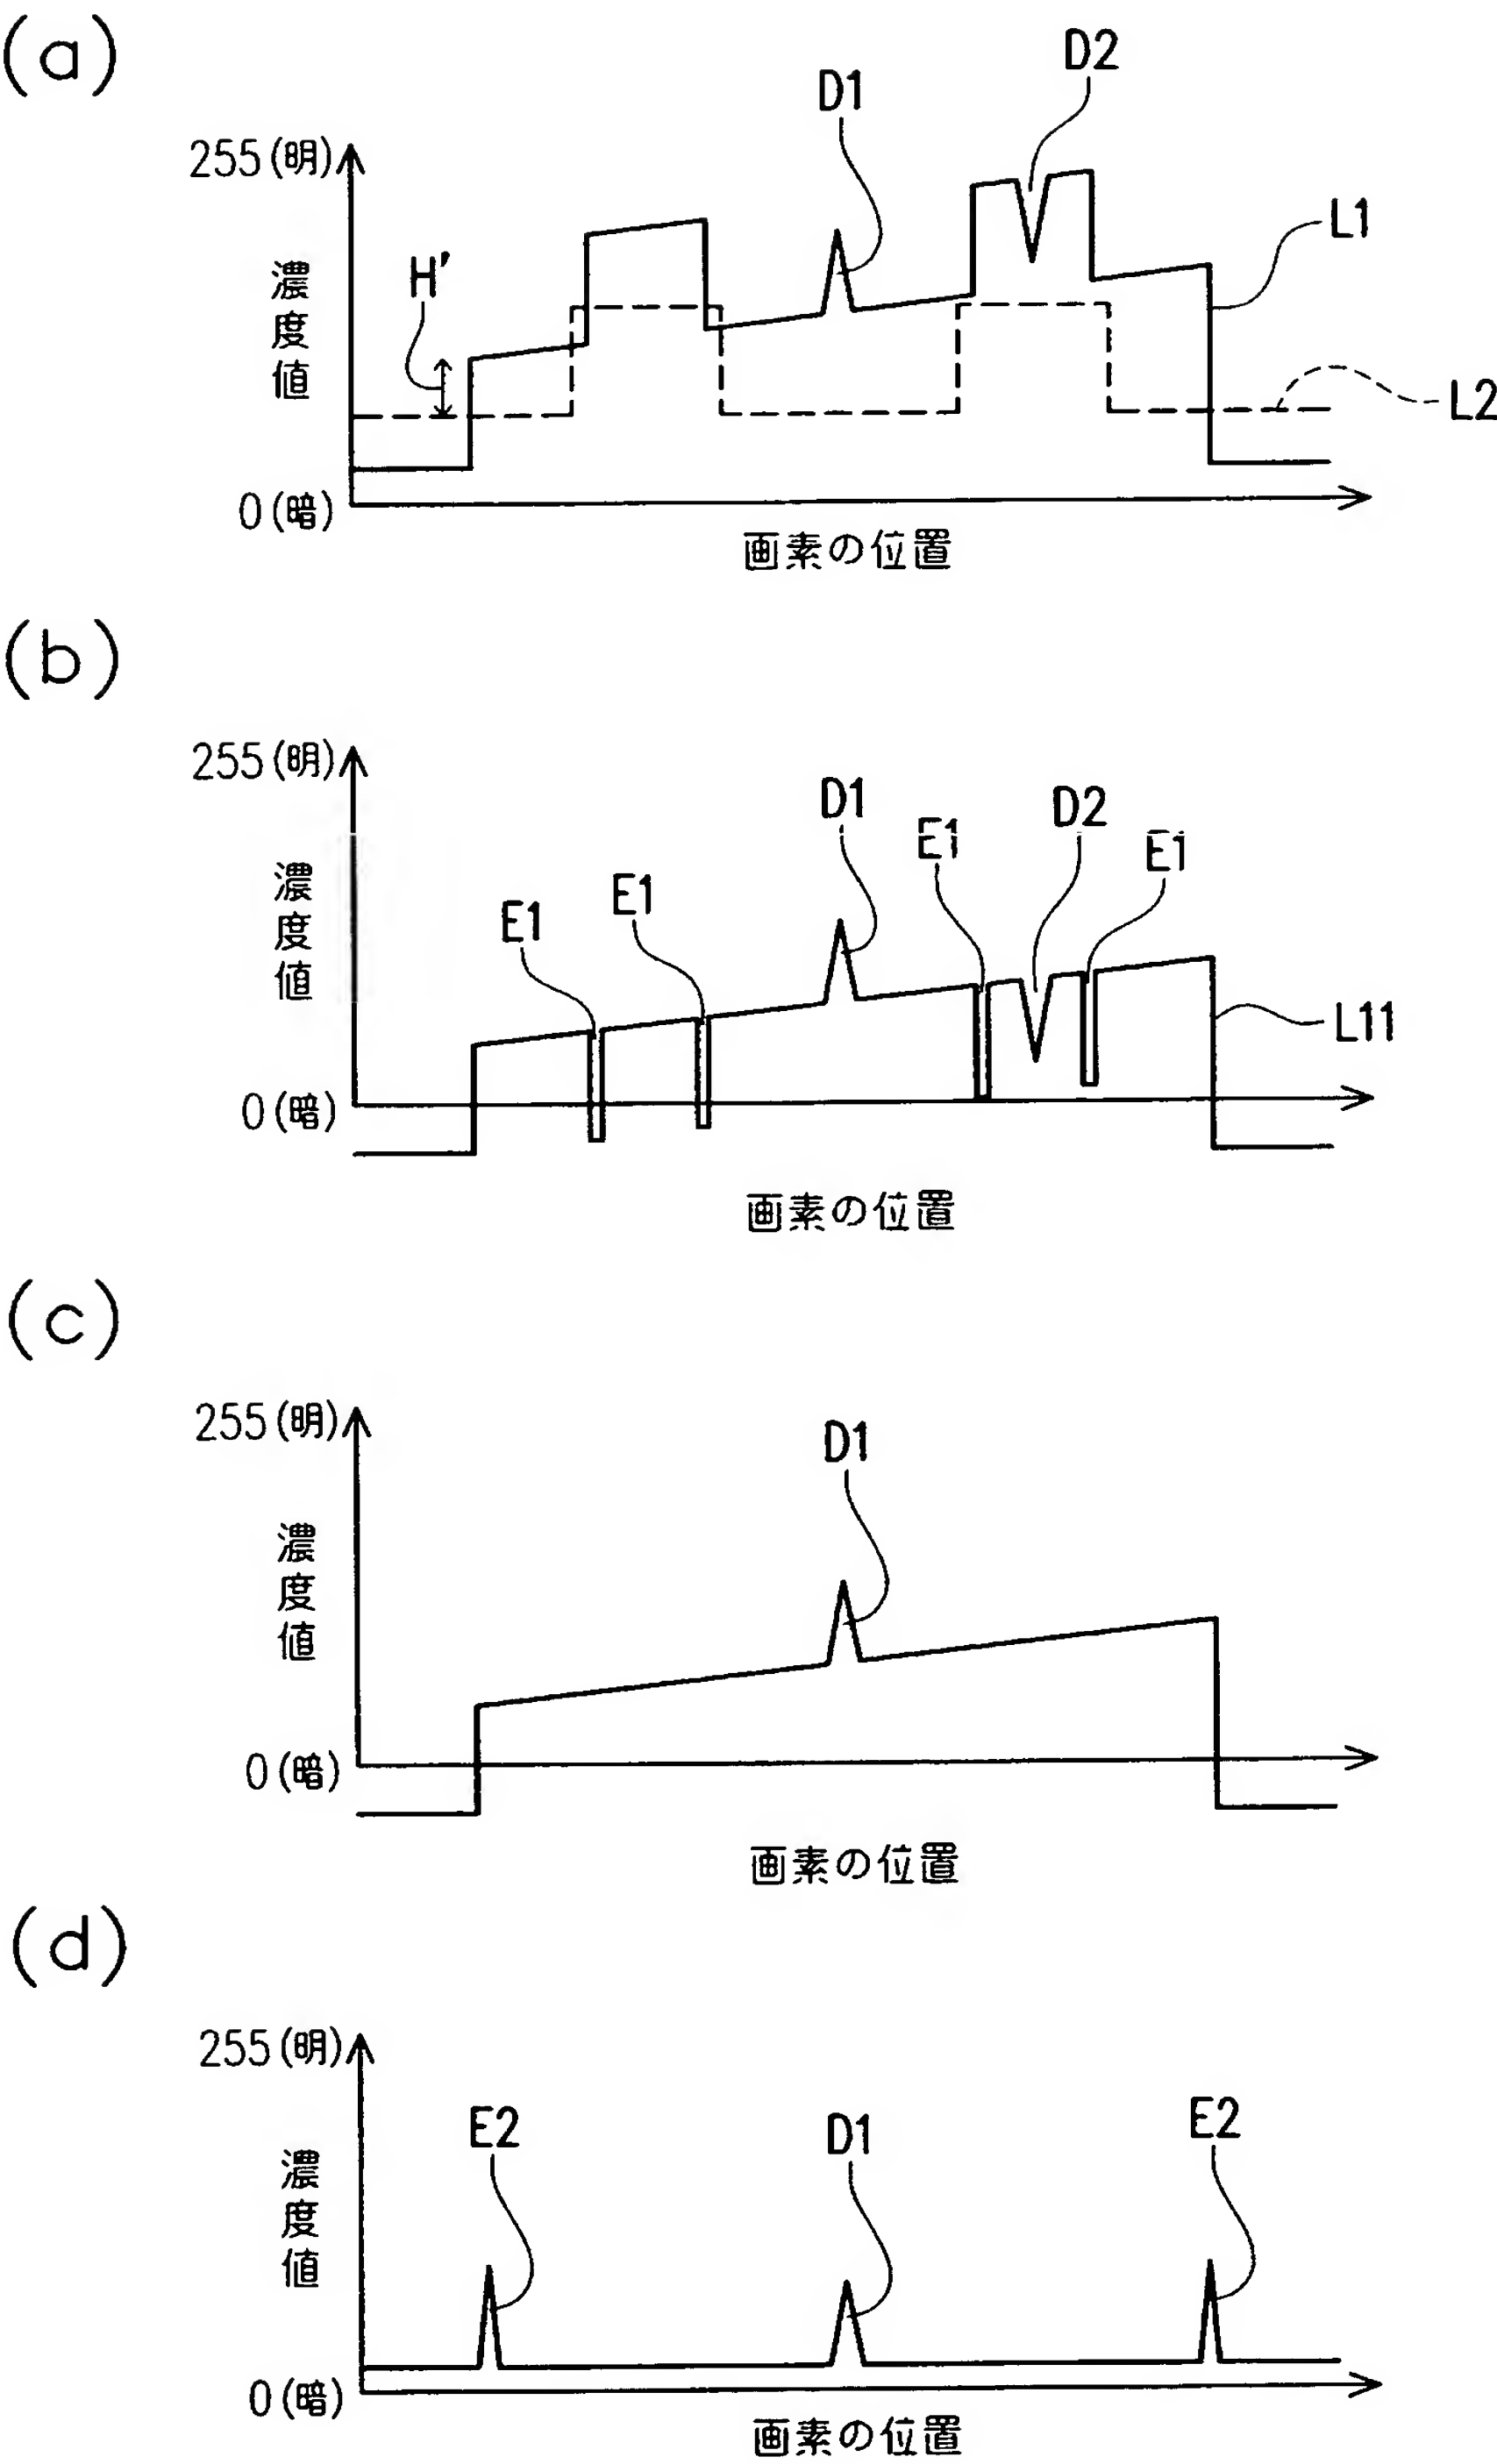 (a)
D2
D1
255(明)
L1
H'
濃度値
L2
0(暗)
画素の位置
(b)
255(明)
D1
D2
E1
E1
E1
E1
濃度値
L11
0(暗)
画素の位置
(c)
255(明)
D1
濃度値
0(暗)
画素の位置
(d)
255(明)
E2
D1
E2
濃度値
0(暗)
画素の位置